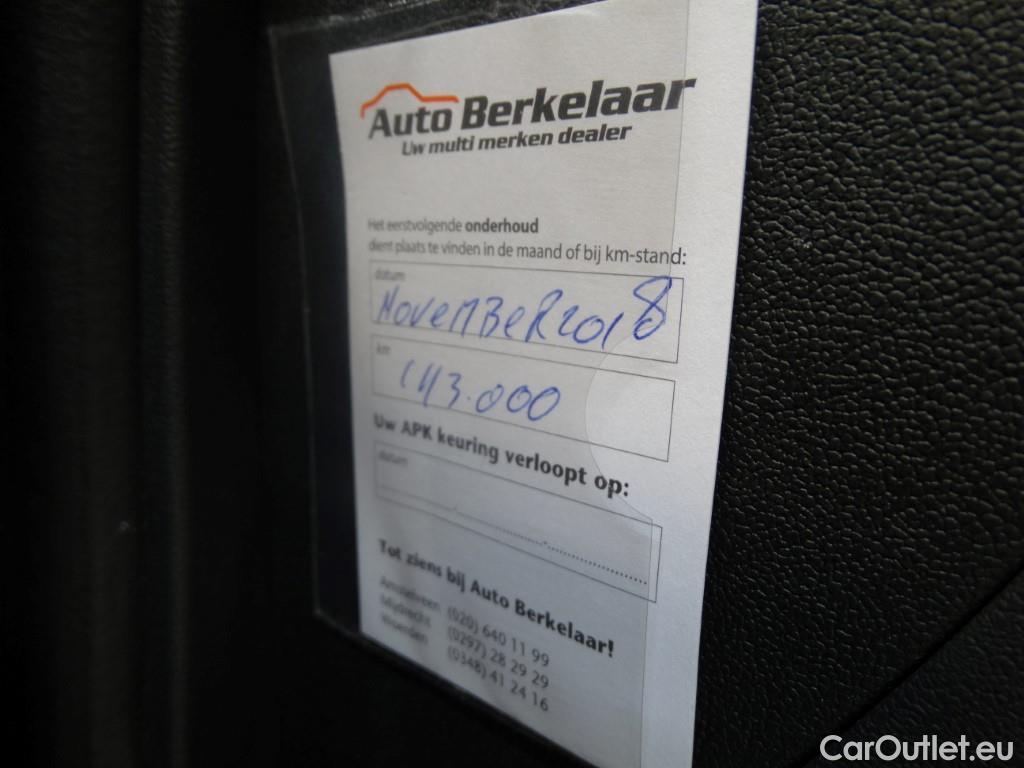 Auto Berkelaar
Uw multi merken dealer
Het eerstvolgende onderhoud
dient plaats te vinden in de maand of bij km-stand:
datum
NOVEMBER 2018
km
143.000
Uw APK keuring verloopt op:
datum
Tot ziens bij Auto Berkelaar!
Amstelveen (020) 640 11 99
Mijdrecht (0297) 28 29 29
Woerden (0348) 41 24 16
CarOutlet.eu